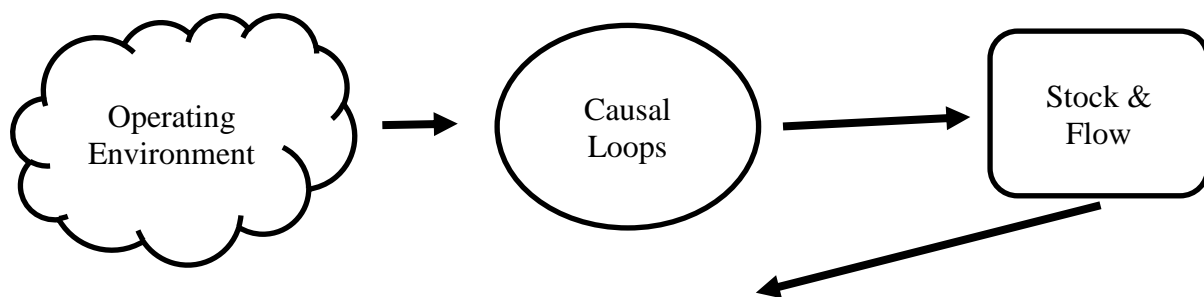 Operating
Environment
Causal
Loops
Stock &
Flow